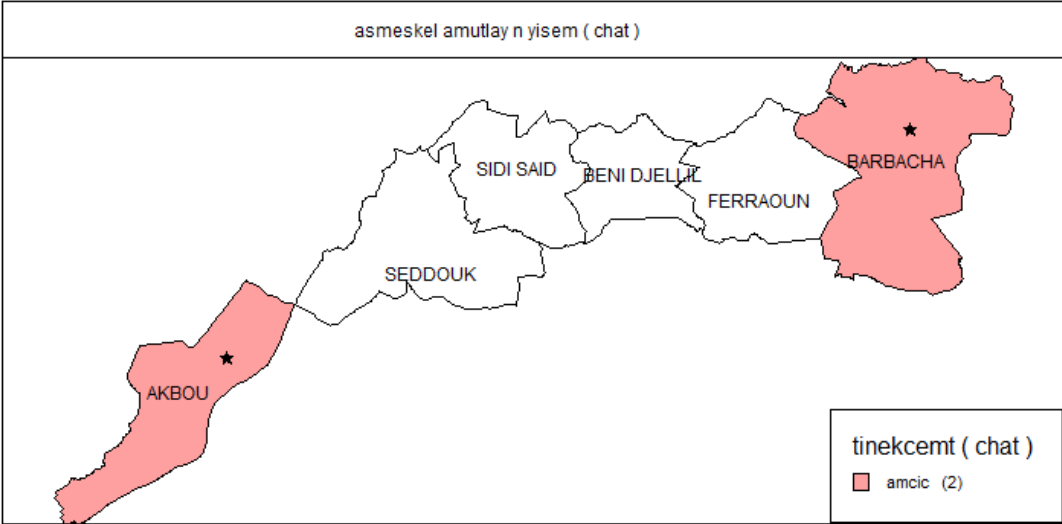 asmeskel amutlay n yisem ( chat )
BARBACHA
SIDI SAID
BENI DJELLIL
FERRAOUN
SEDDOUK
AKBOU
tinekcemt ( chat )
amcic (2)